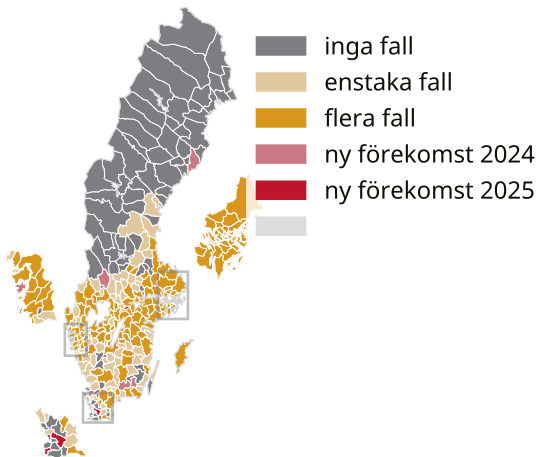 inga fall
enstaka fall
flera fall
ny förekomst 2024
ny förekomst 2025